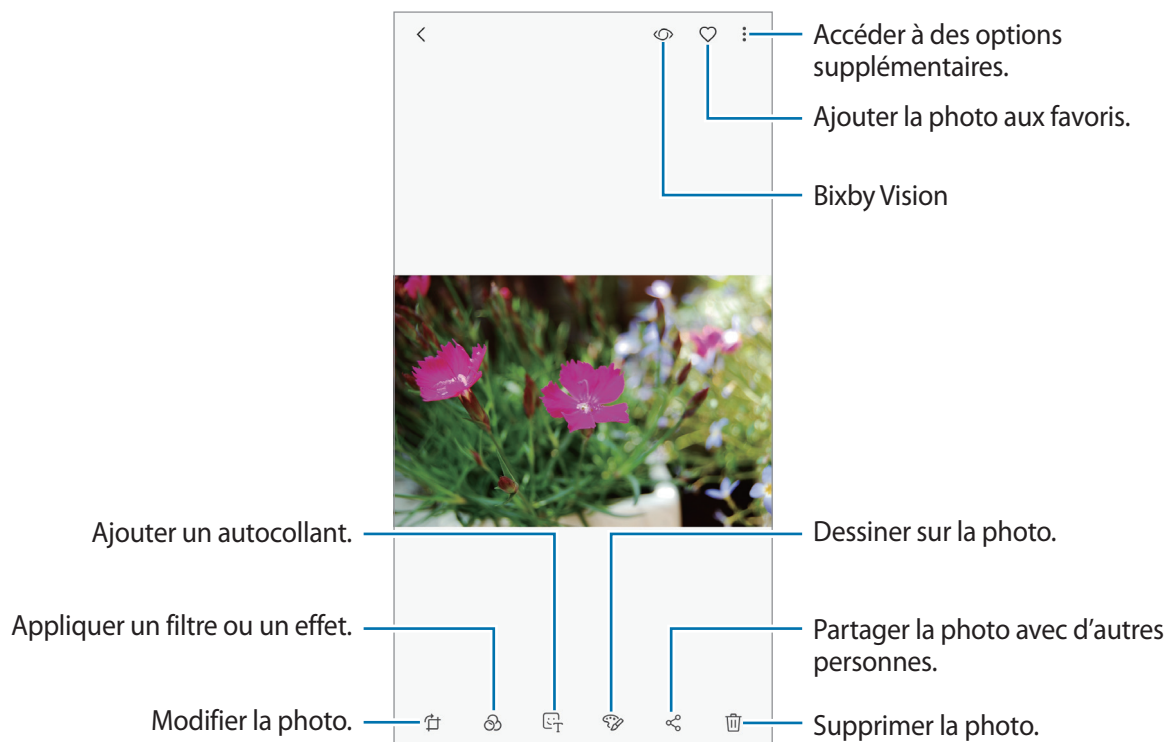 Accéder à des options
supplémentaires.
Ajouter la photo aux favoris.
Bixby Vision
Ajouter un autocollant.
Dessiner sur la photo.
Appliquer un filtre ou un effet.
Partager la photo avec d'autres
personnes.
Modifier la photo.
Supprimer la photo.